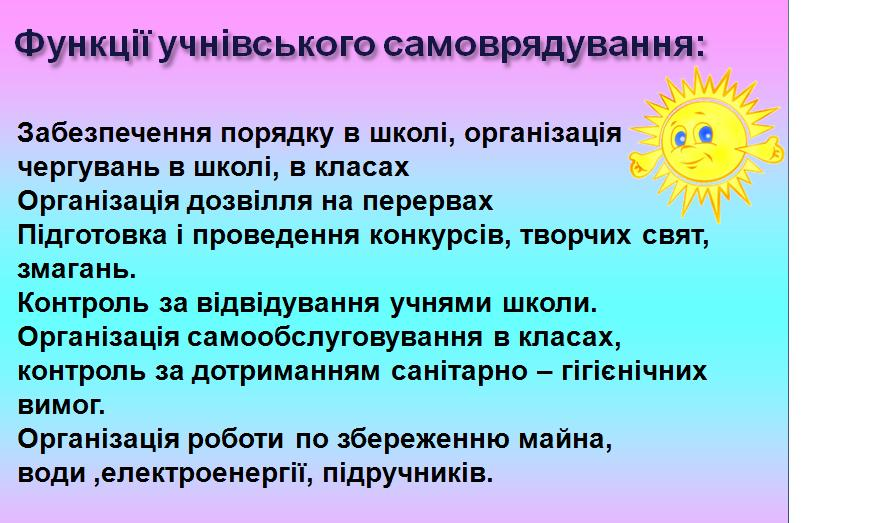 Функції учнівського самоврядування:
Забезпечення порядку в школі, організація
чергувань в школі, в класах
Організація дозвілля на перервах
Підготовка і проведення конкурсів, творчих свят,
змагань.
Контроль за відвідування учнями школи.
Організація самообслуговування в класах,
контроль за дотриманням санітарно – гігієнічних
вимог.
Організація роботи по збереженню майна,
води ,електроенергії, підручників.